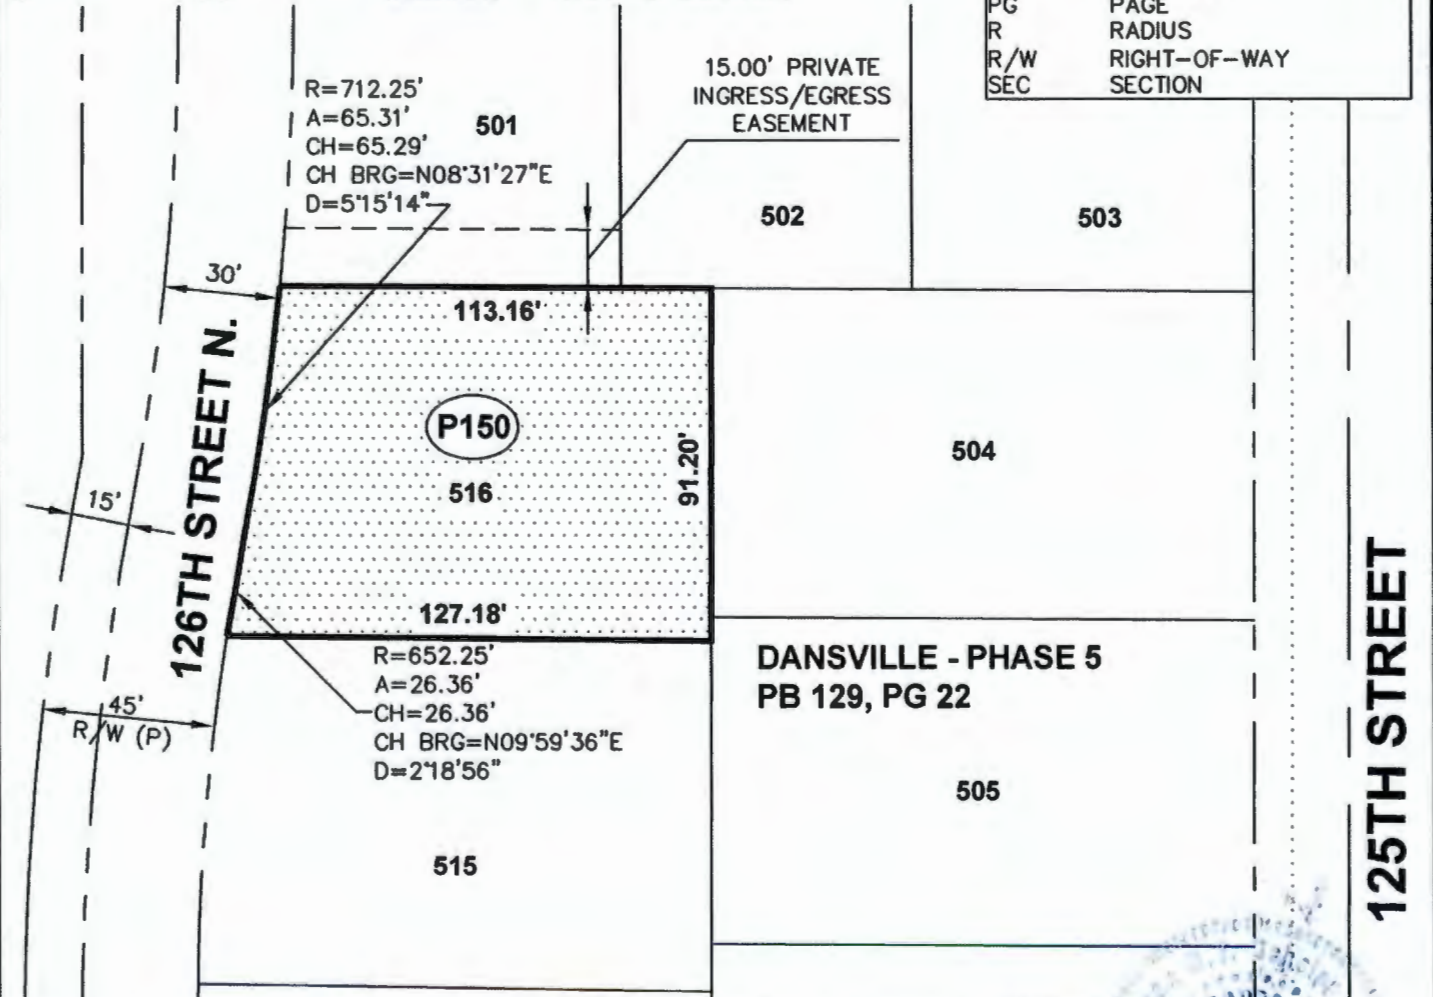 PG PAGE
R RADIUS
R/W RIGHT-OF-WAY
SEC SECTION
15.00' PRIVATE
INGRESS/EGRESS
EASEMENT
R=712.25'
A=65.31'
CH=65.29'
CH BRG=N08°31'27"E
D=5°15'14"
501
502
503
30'
113.16'
126TH STREET N.
P150
516
91.20'
504
15'
127.18'
R=652.25'
A=26.36'
CH=26.36'
CH BRG=N09°59'36"E
D=2°18'56"
45'
R/W (P)
DANSVILLE - PHASE 5
PB 129, PG 22
505
515
125TH STREET